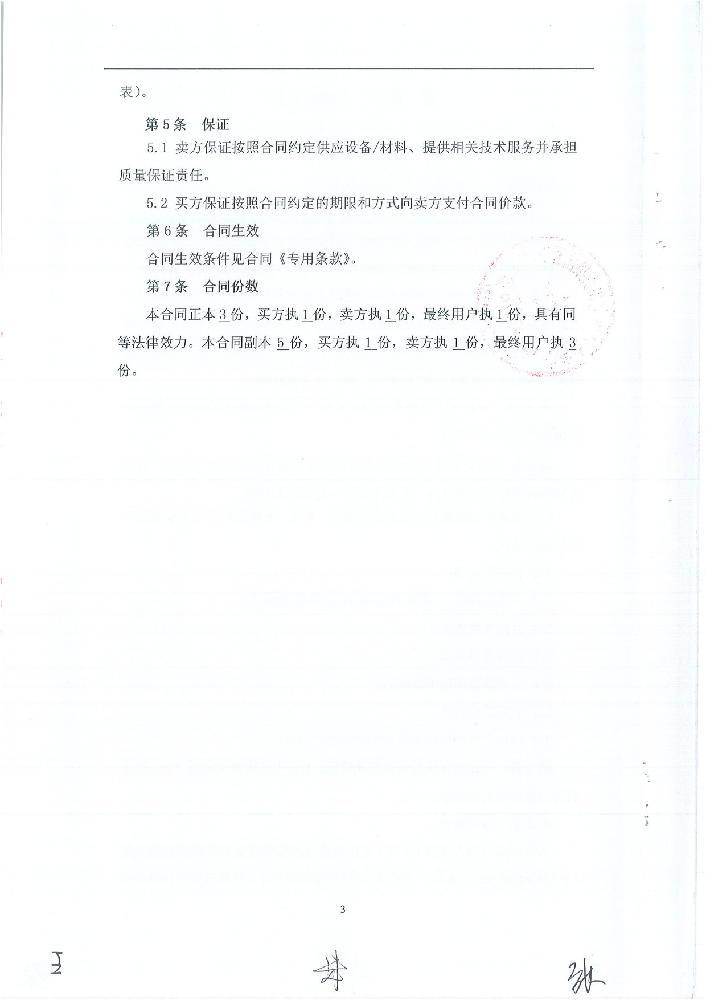 表）。
第 5 条　保证
5.1 卖方保证按照合同约定供应设备/材料、提供相关技术服务并承担
质量保证责任。
5.2 买方保证按照合同约定的期限和方式向卖方支付合同价款。
第 6 条　合同生效
合同生效条件见合同《专用条款》。
第 7 条　合同份数
本合同正本 3 份，买方执 1 份，卖方执 1 份，最终用户执 1 份，具有同
等法律效力。本合同副本 5 份，买方执 1 份，卖方执 1 份，最终用户执 3
份。
3
王
张